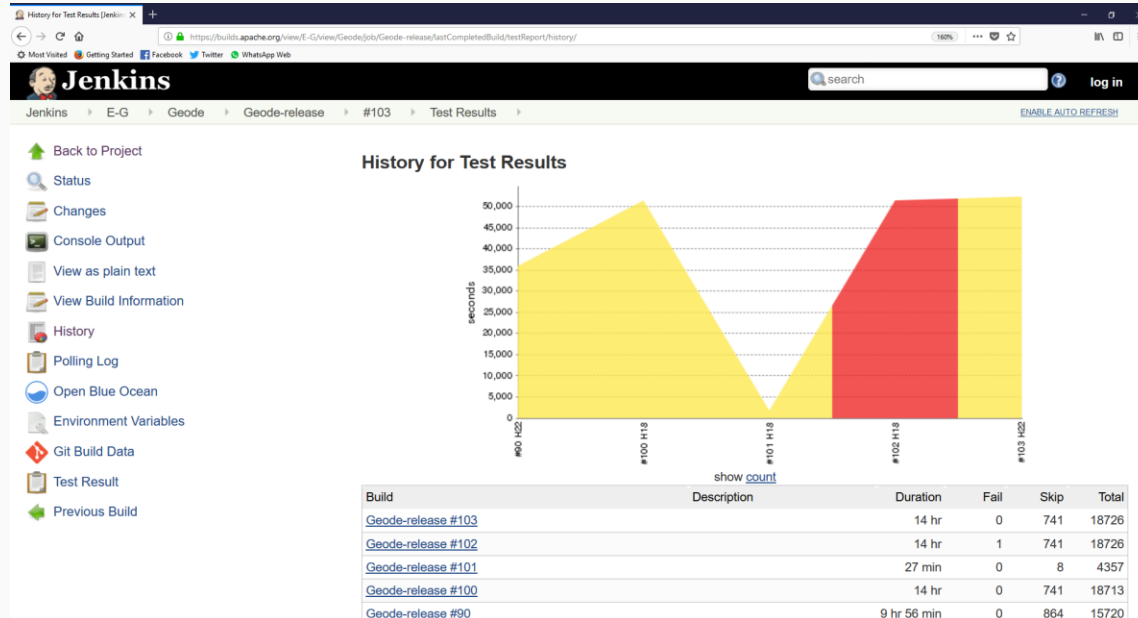 History for Test Results [Jenkin
https://builds.apache.org/view/E-G/view/Geode/job/Geode-release/lastCompletedBuild/testReport/history/
160%
Most Visited Getting Started Facebook Twitter WhatsApp Web
Jenkins
search
log in
Jenkins E-G Geode Geode-release #103 Test Results
ENABLE AUTO REFRESH
Back to Project
Status
Changes
Console Output
View as plain text
View Build Information
History
Polling Log
Open Blue Ocean
Environment Variables
Git Build Data
Test Result
Previous Build
History for Test Results
seconds
50,000
45,000
40,000
35,000
30,000
25,000
20,000
15,000
10,000
5,000
0
#90 H22
#100 H18
#101 H18
#102 H18
#103 H22
show count
Build Description Duration Fail Skip Total
Geode-release #103 14 hr 0 741 18726
Geode-release #102 14 hr 1 741 18726
Geode-release #101 27 min 0 8 4357
Geode-release #100 14 hr 0 741 18713
Geode-release #90 9 hr 56 min 0 864 15720